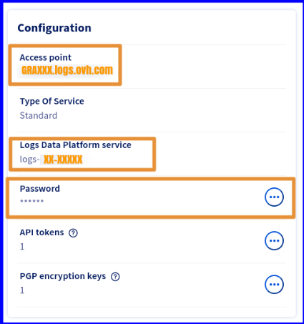 Configuration
Access point
GRAXXX.logs.ovh.com
Type Of Service
Standard
Logs Data Platform service
logs- XX-XXXXX
Password
******
API tokens
1
PGP encryption keys
1